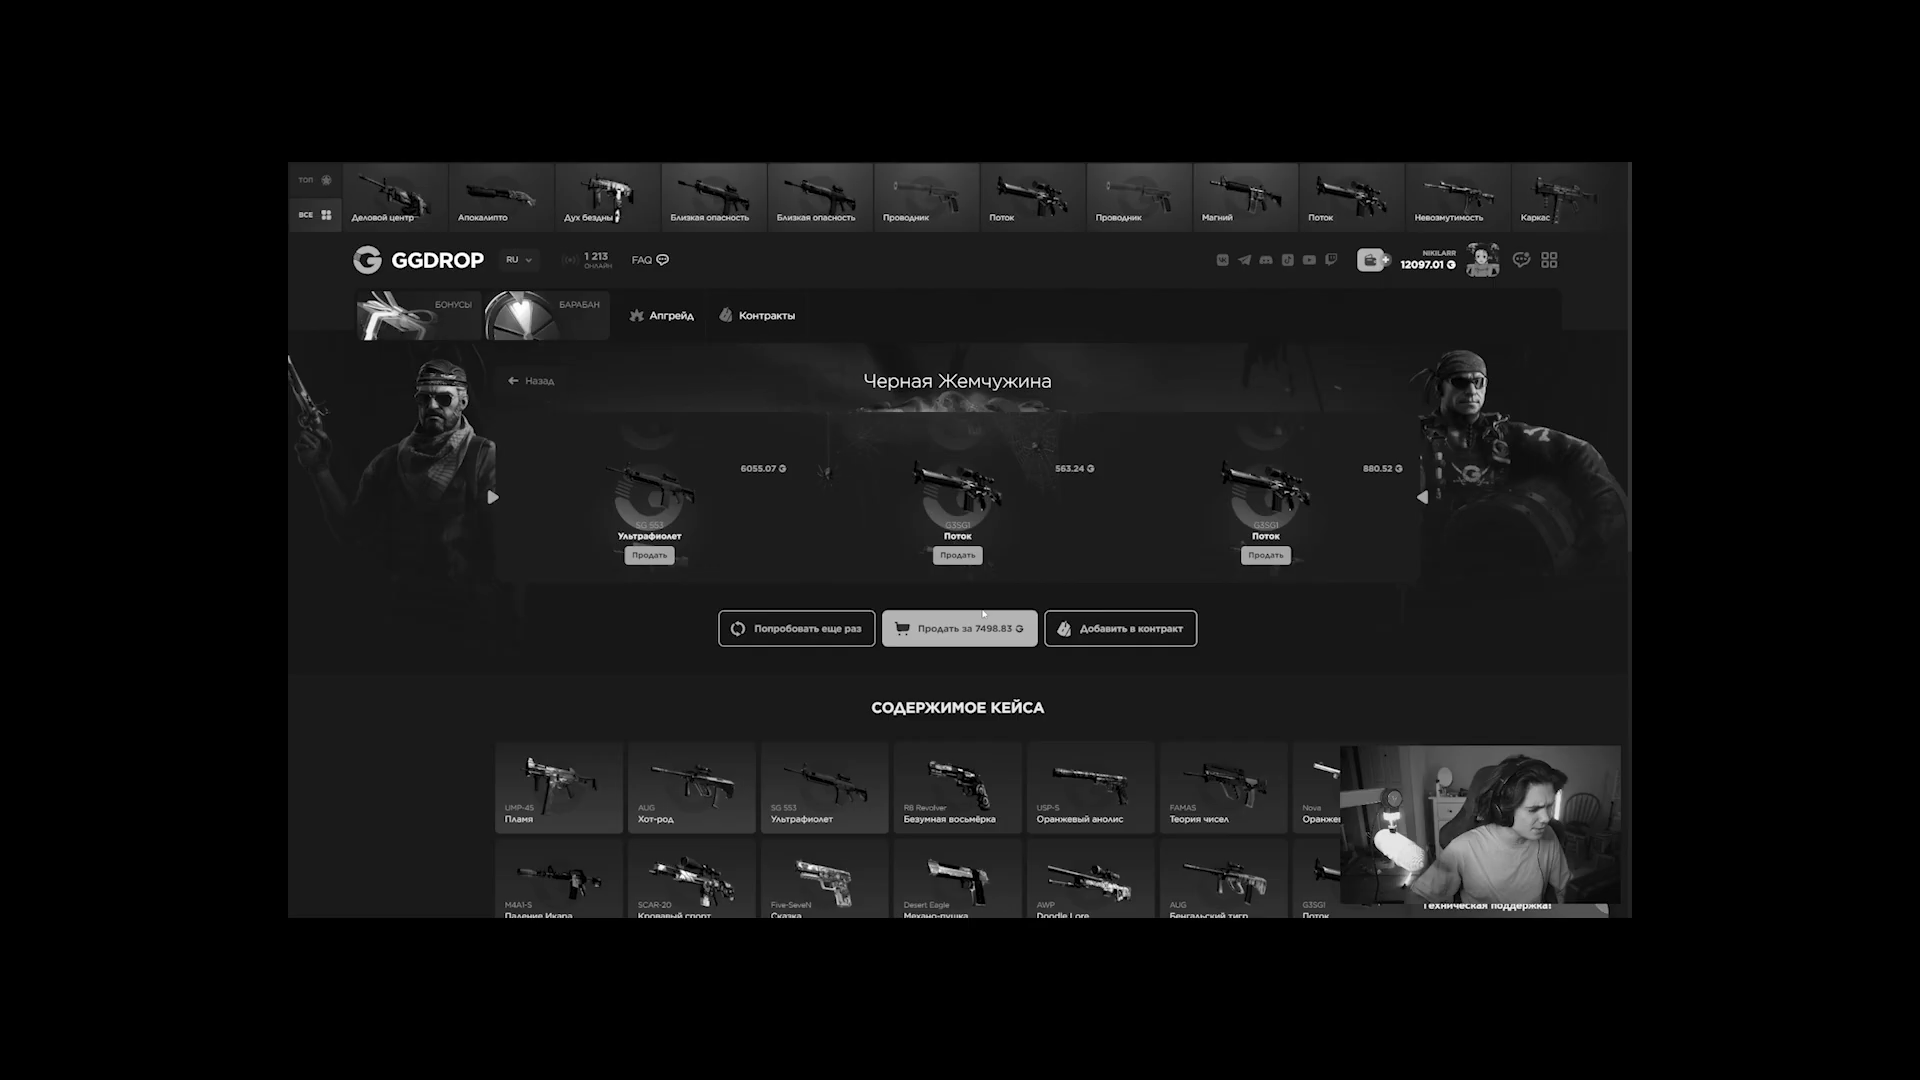 ТОП
ВСЕ
Деловой центр
Апокалипто
Дух бездны
Близкая опасность
Близкая опасность
Проводник
Поток
Проводник
Магний
Поток
Невозмутимость
Каркас
GGDROP
RU
1 213
ОНЛАЙН
FAQ
NIKILARR
12097.01
БОНУСЫ
БАРАБАН
Апгрейд
Контракты
Назад
Черная Жемчужина
6055.07
563.24
880.52
SG 553
Ультрафиолет
Продать
G3SG1
Поток
Продать
G3SG1
Поток
Продать
Попробовать еще раз
Продать за 7498.83
Добавить в контракт
СОДЕРЖИМОЕ КЕЙСА
UMP-45
Пламя
AUG
Хот-род
SG 553
Ультрафиолет
R8 Revolver
Безумная восьмёрка
USP-S
Оранжевый анолис
FAMAS
Теория чисел
Nova
Оранже
M4A1-S
Падение Икара
SCAR-20
Кровавый спорт
Five-SeveN
Сказка
Desert Eagle
Механо-пушка
AWP
Doodle Lore
AUG
Бенгальский тигр
G3SG1
Поток
Техническая поддержка!